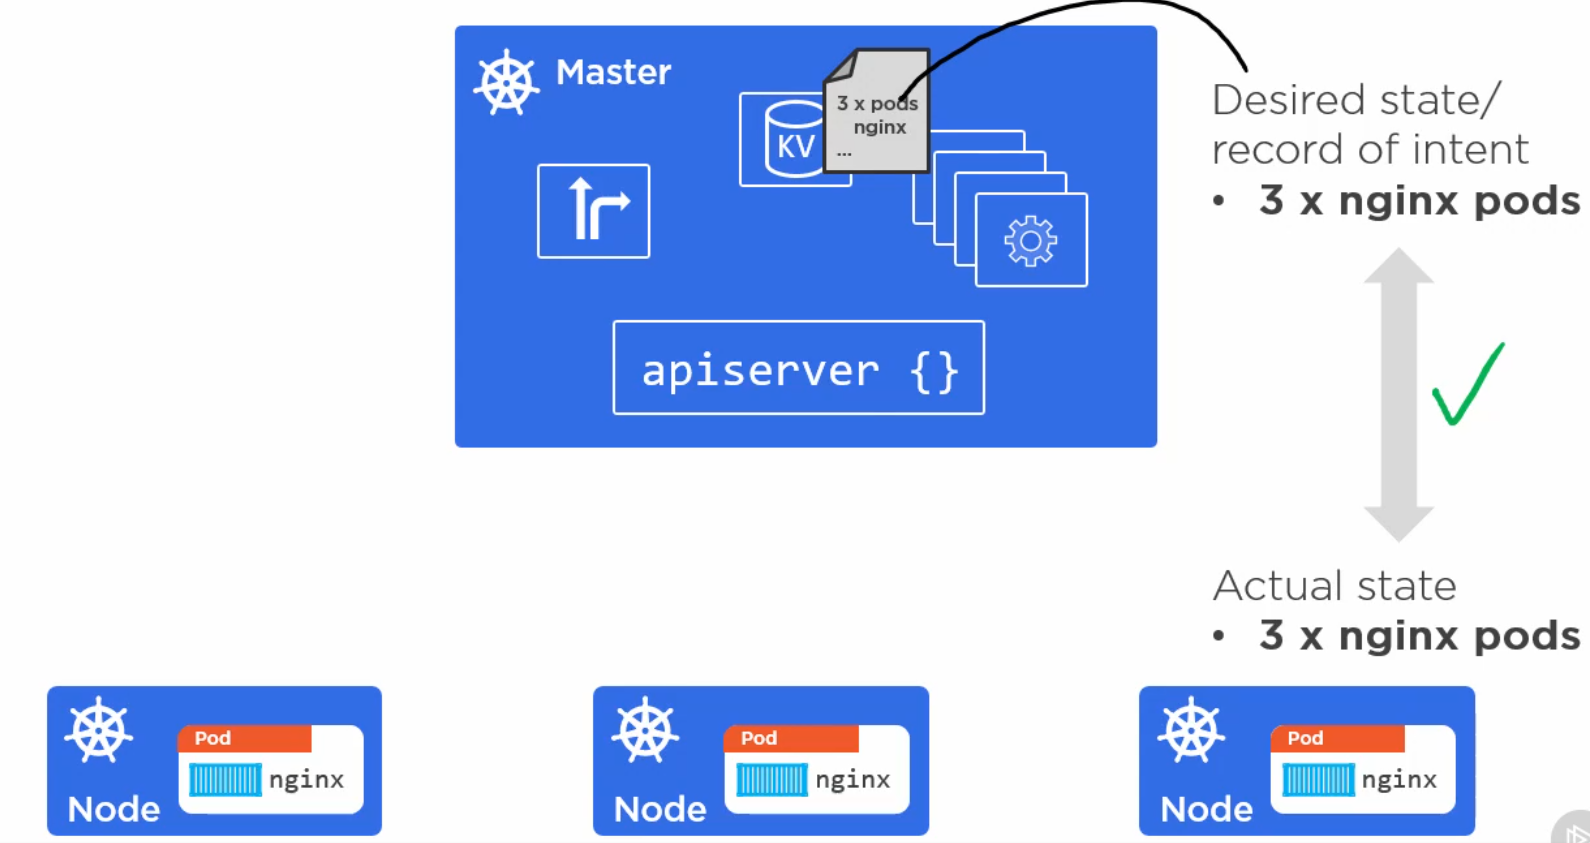 Master
3 x pods
nginx
...
KV
apiserver {}
Desired state/
record of intent
• 3 x nginx pods
Actual state
• 3 x nginx pods
Pod
nginx
Node
Pod
nginx
Node
Pod
nginx
Node